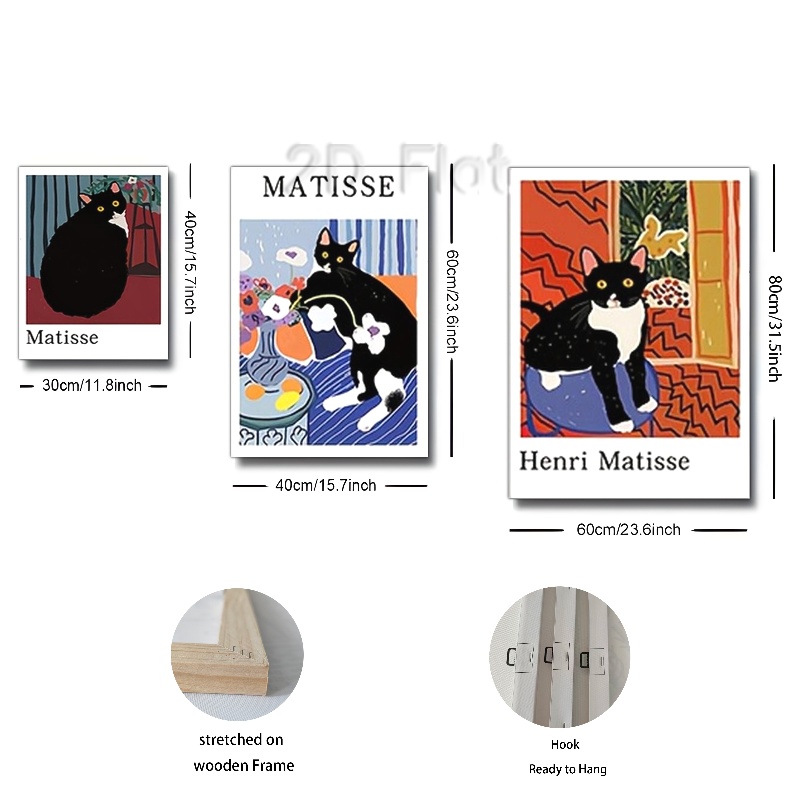 2D Flat
MATISSE
Matisse
Henri Matisse
40cm/15.7inch
30cm/11.8inch
60cm/23.6inch
40cm/15.7inch
80cm/31.5inch
60cm/23.6inch
stretched on
wooden Frame
Hook
Ready to Hang